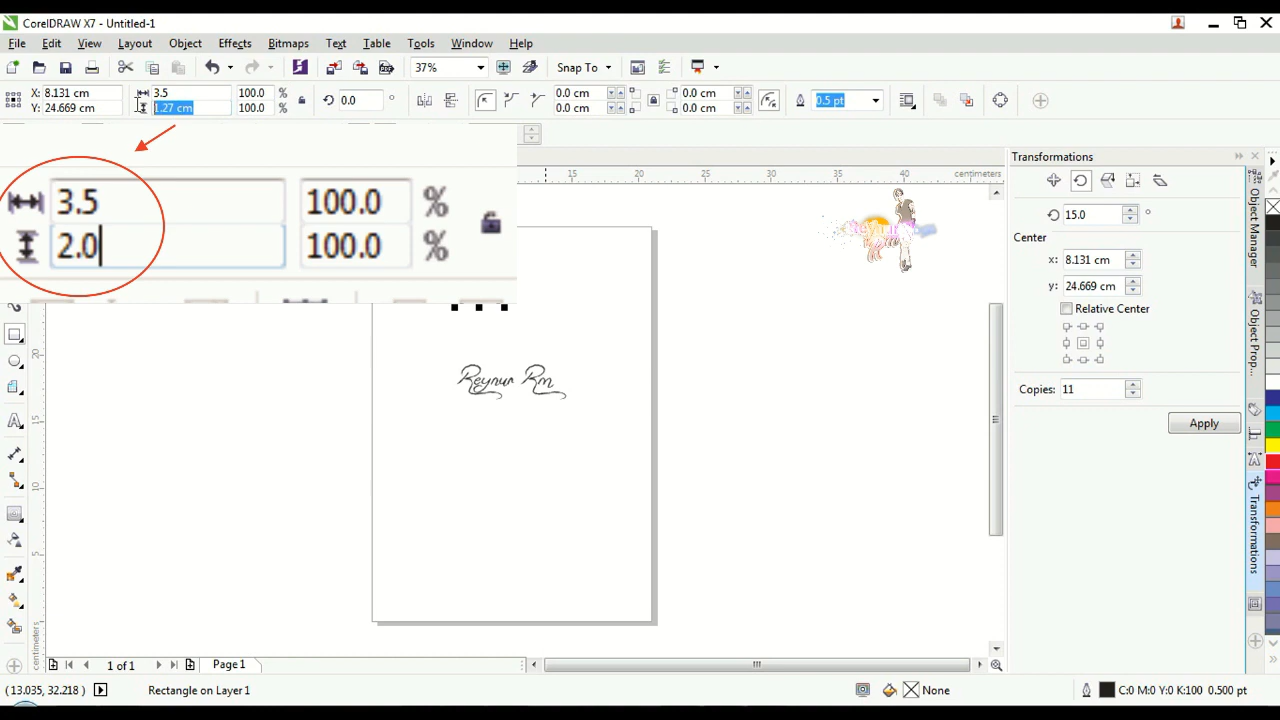 CorelDRAW X7 - Untitled-1
File Edit View Layout Object Effects Bitmaps Text Table Tools Window Help
37% Snap To
X: 8.131 cm 3.5 100.0 % 0.0 ° 0.0 cm 0.0 cm 0.5 pt
Y: 24.669 cm 1.27 cm 100.0 % 0.0 cm 0.0 cm
3.5 100.0 %
2.0 100.0 %
15 20 25 30 35 40 centimeters
Reynur Rm
20
15
10
5
centimeters
Transformations
15.0 °
Center
x: 8.131 cm
y: 24.669 cm
Relative Center
Copies: 11
Apply
Object Manager
Object Prop...
Transformations
1 of 1 Page 1
(13.035, 32.218) Rectangle on Layer 1 None C:0 M:0 Y:0 K:100 0.500 pt